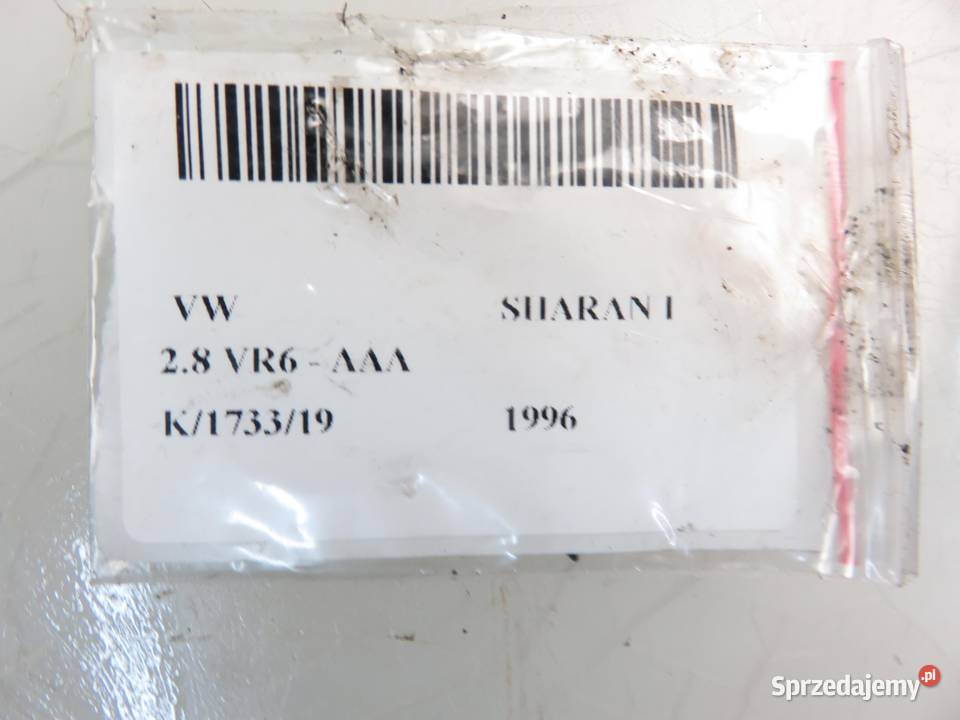 VW SHARAN I
2.8 VR6 - AAA
K/1733/19 1996
Sprzedajemy.pl